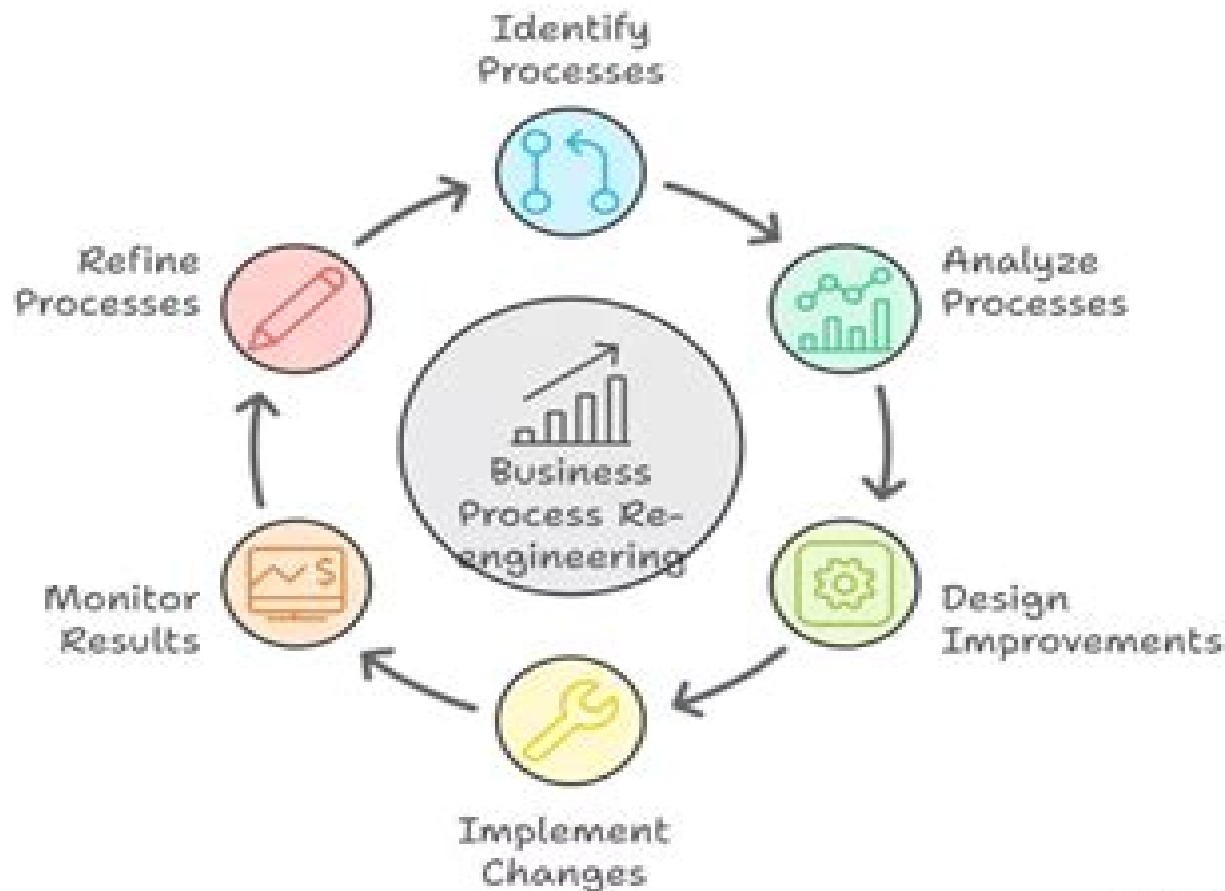 Identify
Processes
Analyze
Processes
Design
Improvements
Implement
Changes
Monitor
Results
Refine
Processes
Business
Process Re-
engineering